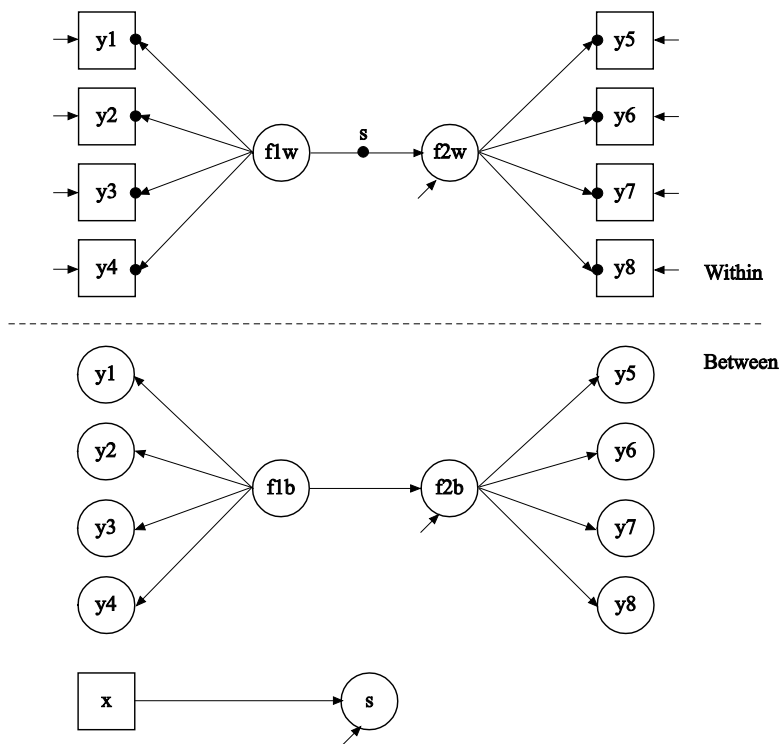 y1
y5
s
y2
y6
f1w
f2w
y3
y7
y4
y8
Within
Between
y1
y5
y2
y6
f1b
f2b
y3
y7
y4
y8
x
s